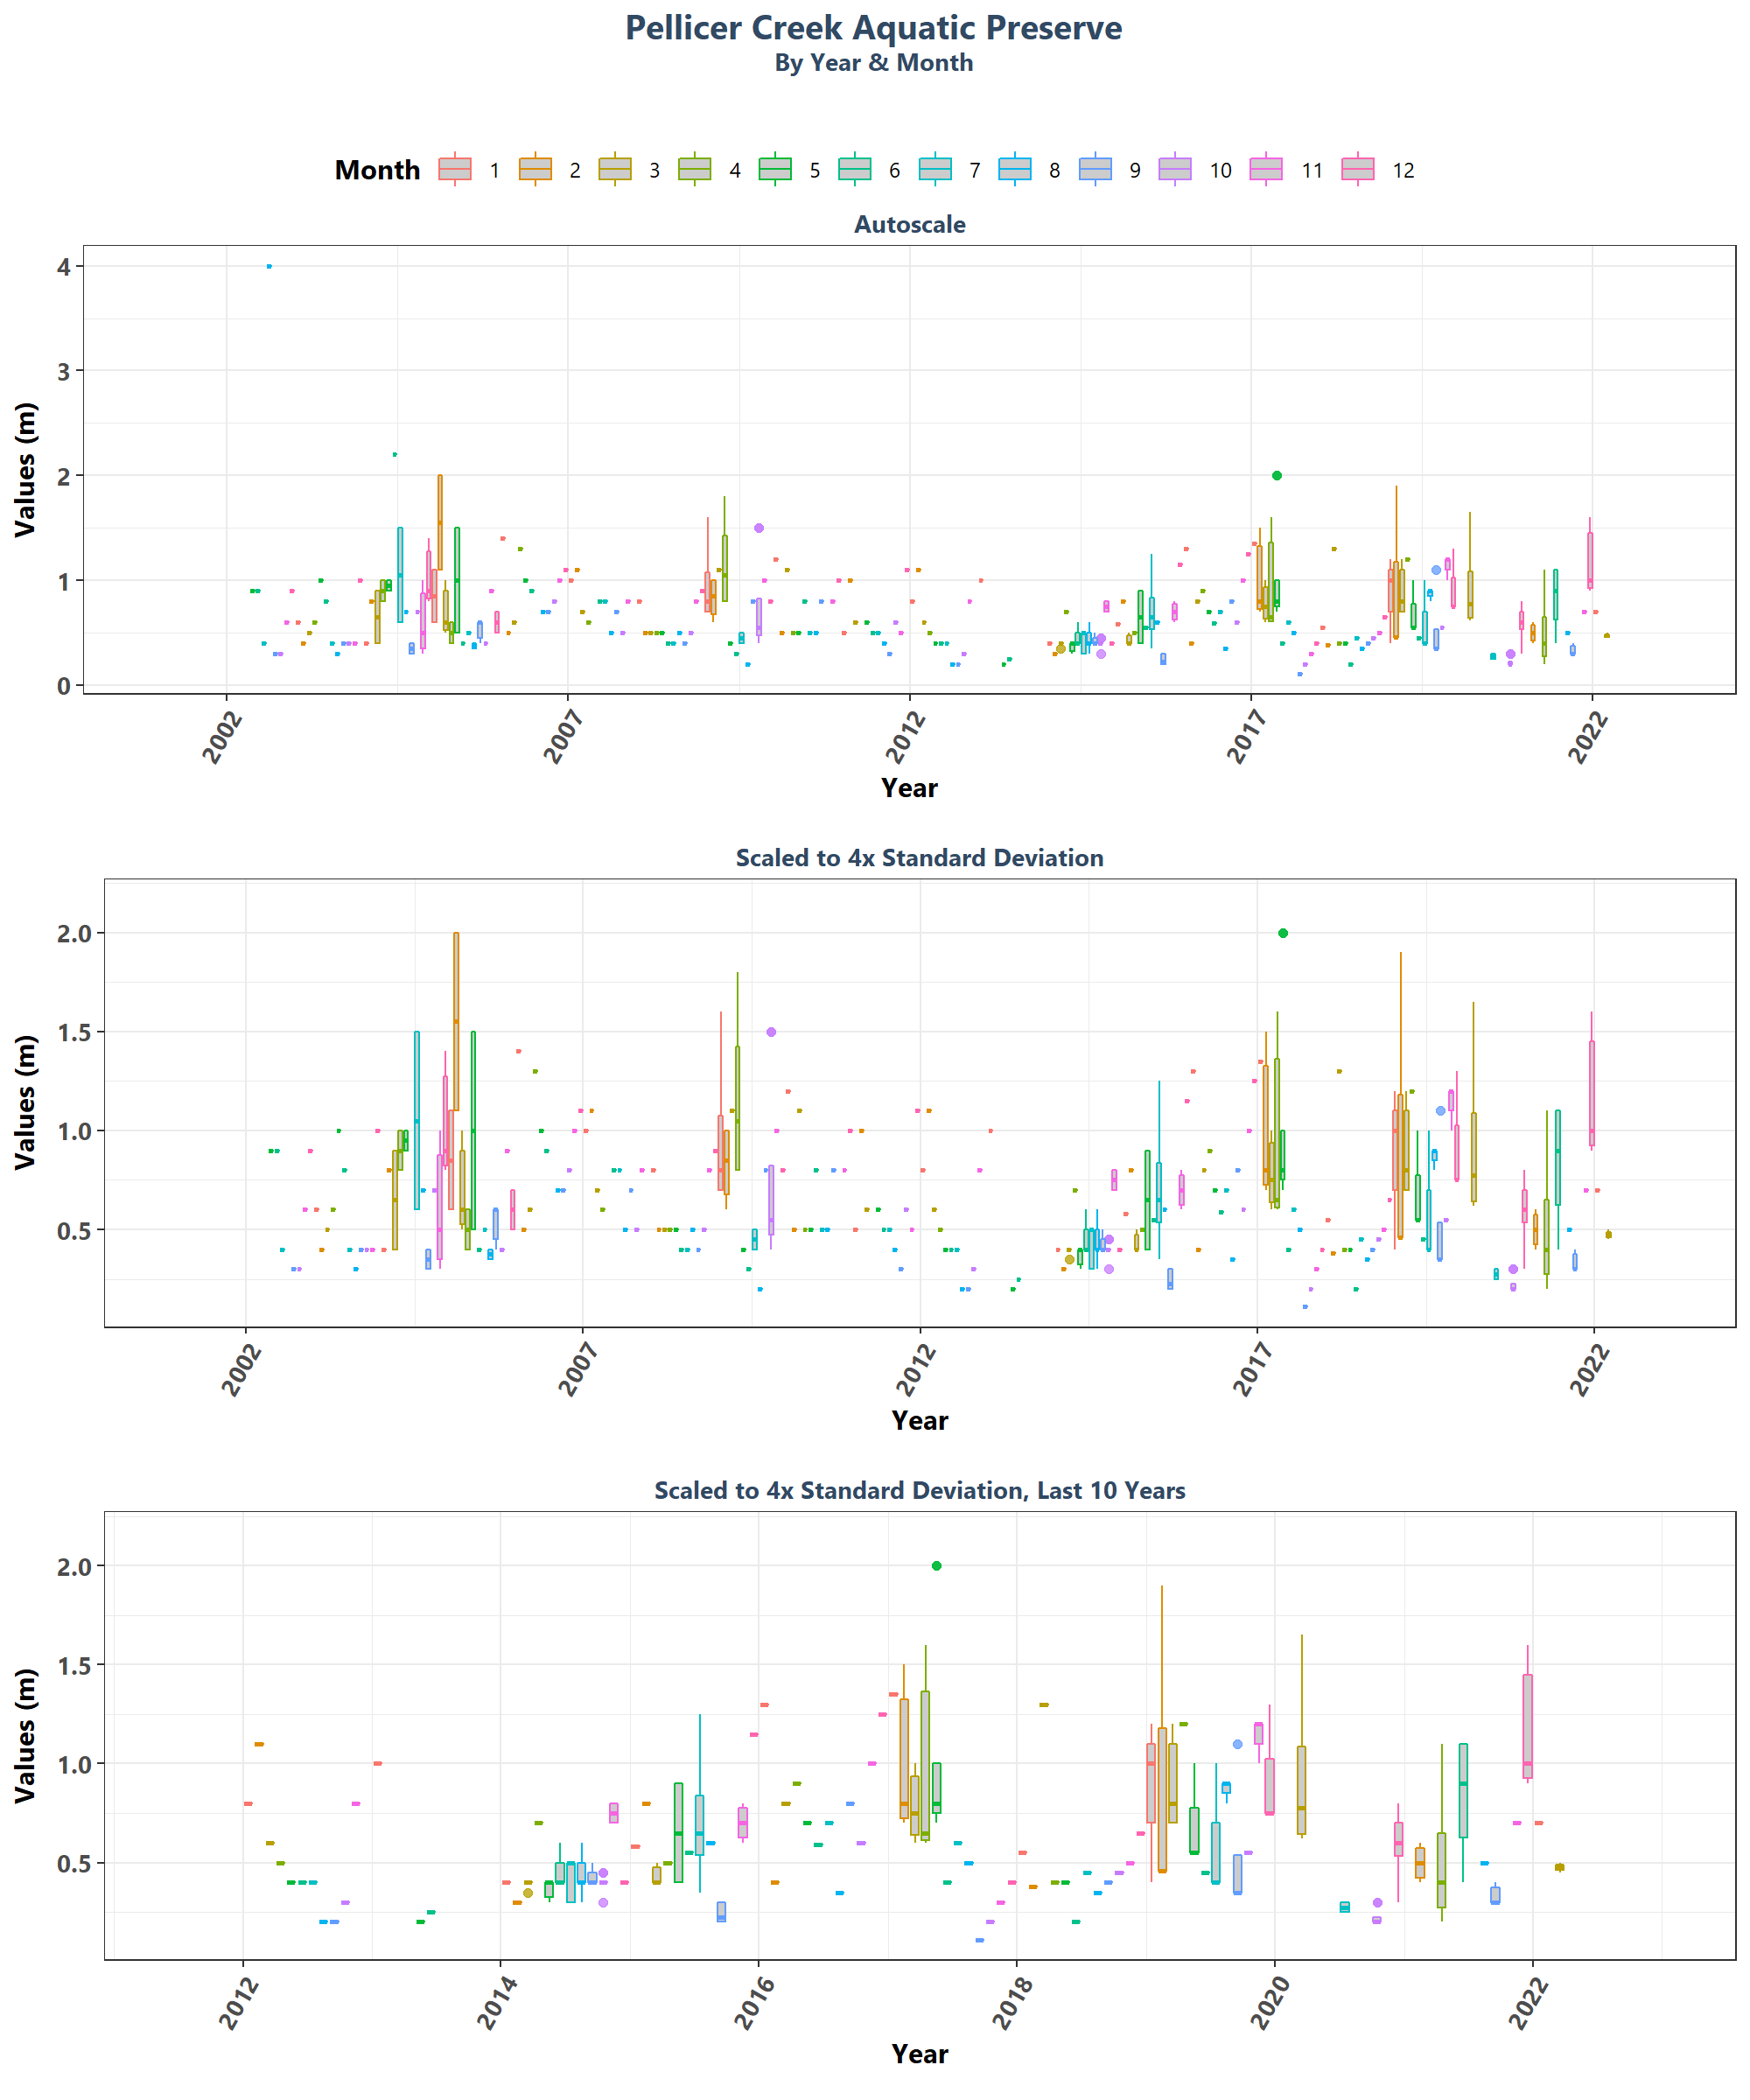 Pellicer Creek Aquatic Preserve
By Year & Month
Month 1 2 3 4 5 6 7 8 9 10 11 12
Autoscale
Values (m)
4
3
2
1
0
2002 2007 2012 2017 2022
Year
Scaled to 4x Standard Deviation
Values (m)
2.0
1.5
1.0
0.5
2002 2007 2012 2017 2022
Year
Scaled to 4x Standard Deviation, Last 10 Years
Values (m)
2.0
1.5
1.0
0.5
2012 2014 2016 2018 2020 2022
Year